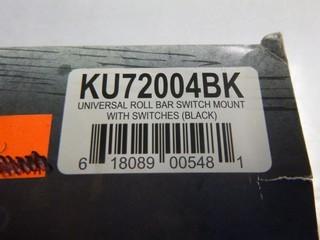 KU72004BK
UNIVERSAL ROLL BAR SWITCH MOUNT
WITH SWITCHES (BLACK)
6 18089 00548 1